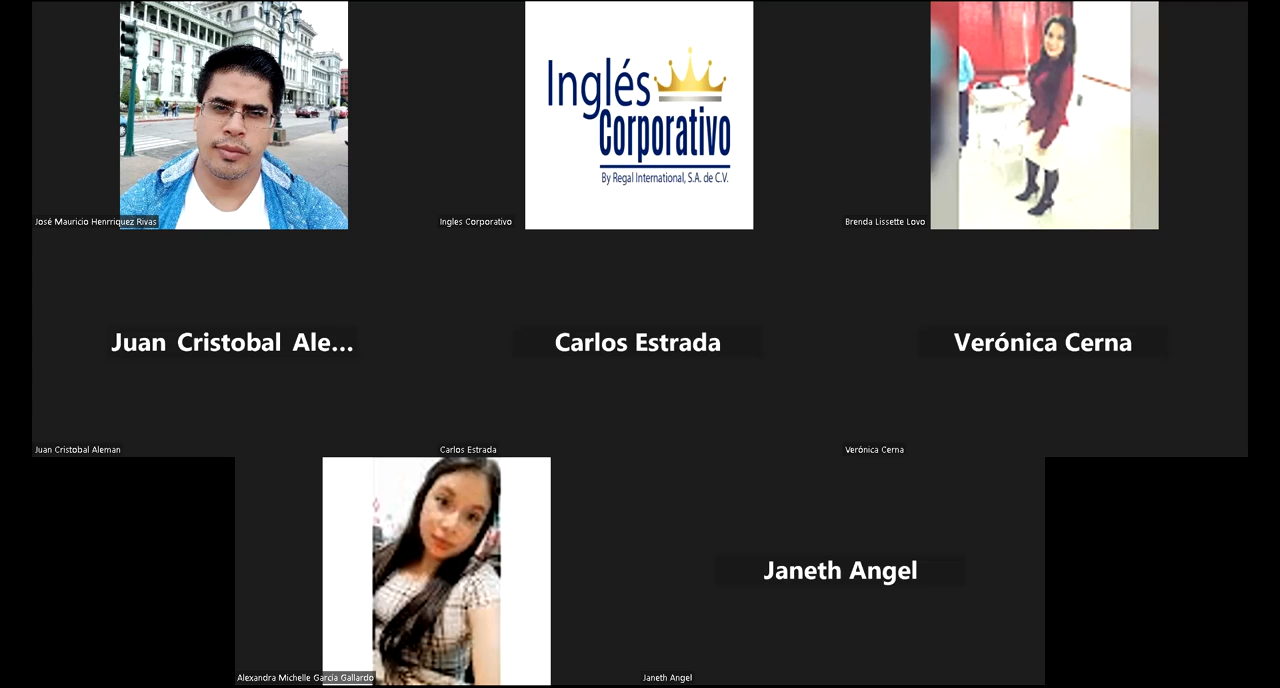 Inglés
Corporativo
By Regal International, S.A. de C.V.
José Mauricio Henrriquez Rivas
Ingles Corporativo
Brenda Lissette Lovo
Juan Cristobal Ale...
Carlos Estrada
Verónica Cerna
Juan Cristobal Aleman
Carlos Estrada
Verónica Cerna
Janeth Angel
Alexandra Michelle García Gallardo
Janeth Angel